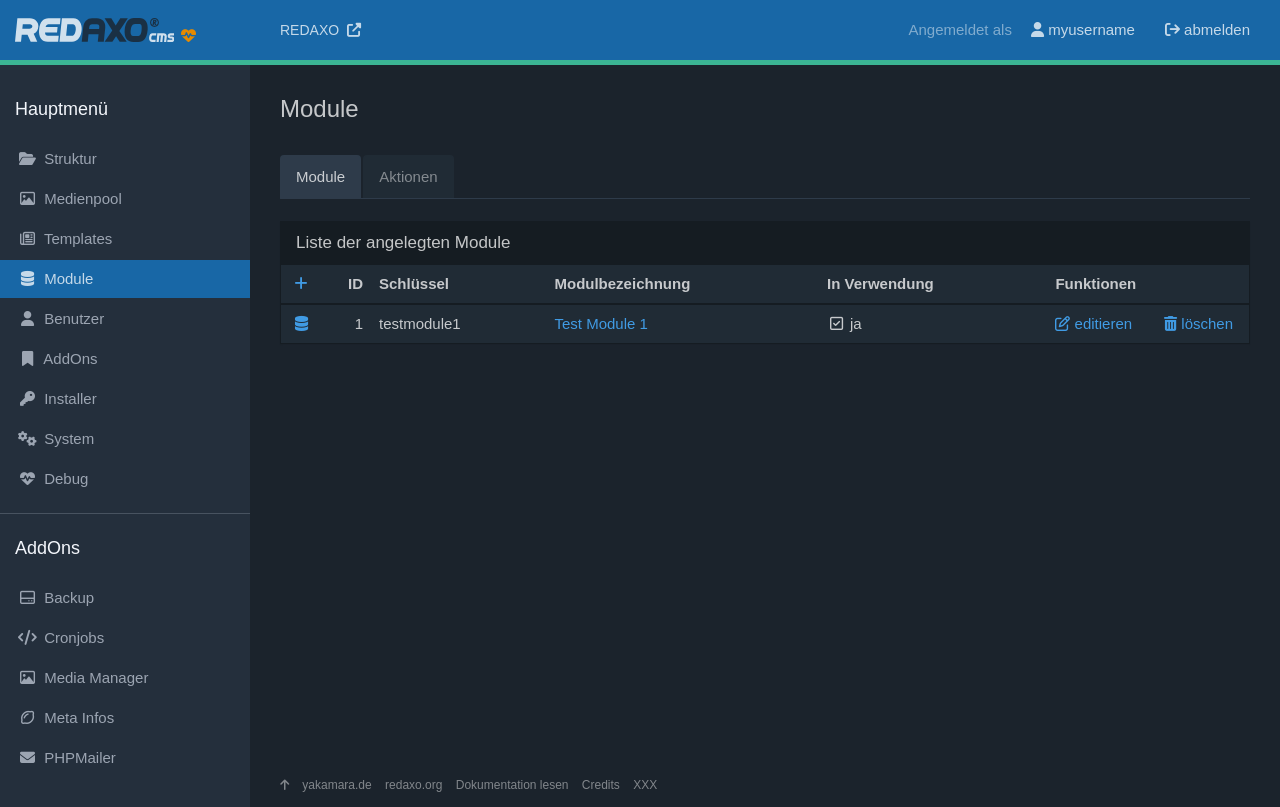 REDAXO® cms
REDAXO
Angemeldet als myusername abmelden
Hauptmenü
Struktur
Medienpool
Templates
Module
Benutzer
AddOns
Installer
System
Debug
AddOns
Backup
Cronjobs
Media Manager
Meta Infos
PHPMailer
Module
Module Aktionen
Liste der angelegten Module
ID Schlüssel Modulbezeichnung In Verwendung Funktionen
1 testmodule1 Test Module 1 ja editieren löschen
yakamara.de redaxo.org Dokumentation lesen Credits XXX